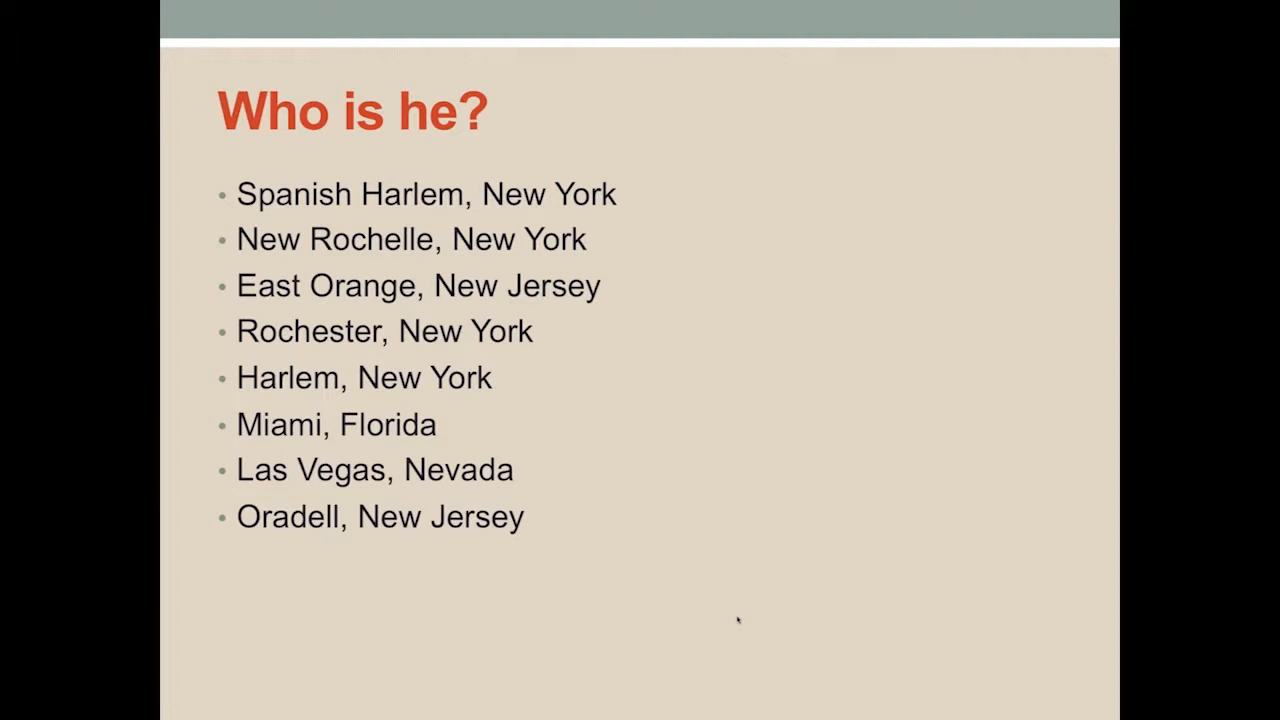 Who is he?
• Spanish Harlem, New York
• New Rochelle, New York
• East Orange, New Jersey
• Rochester, New York
• Harlem, New York
• Miami, Florida
• Las Vegas, Nevada
• Oradell, New Jersey